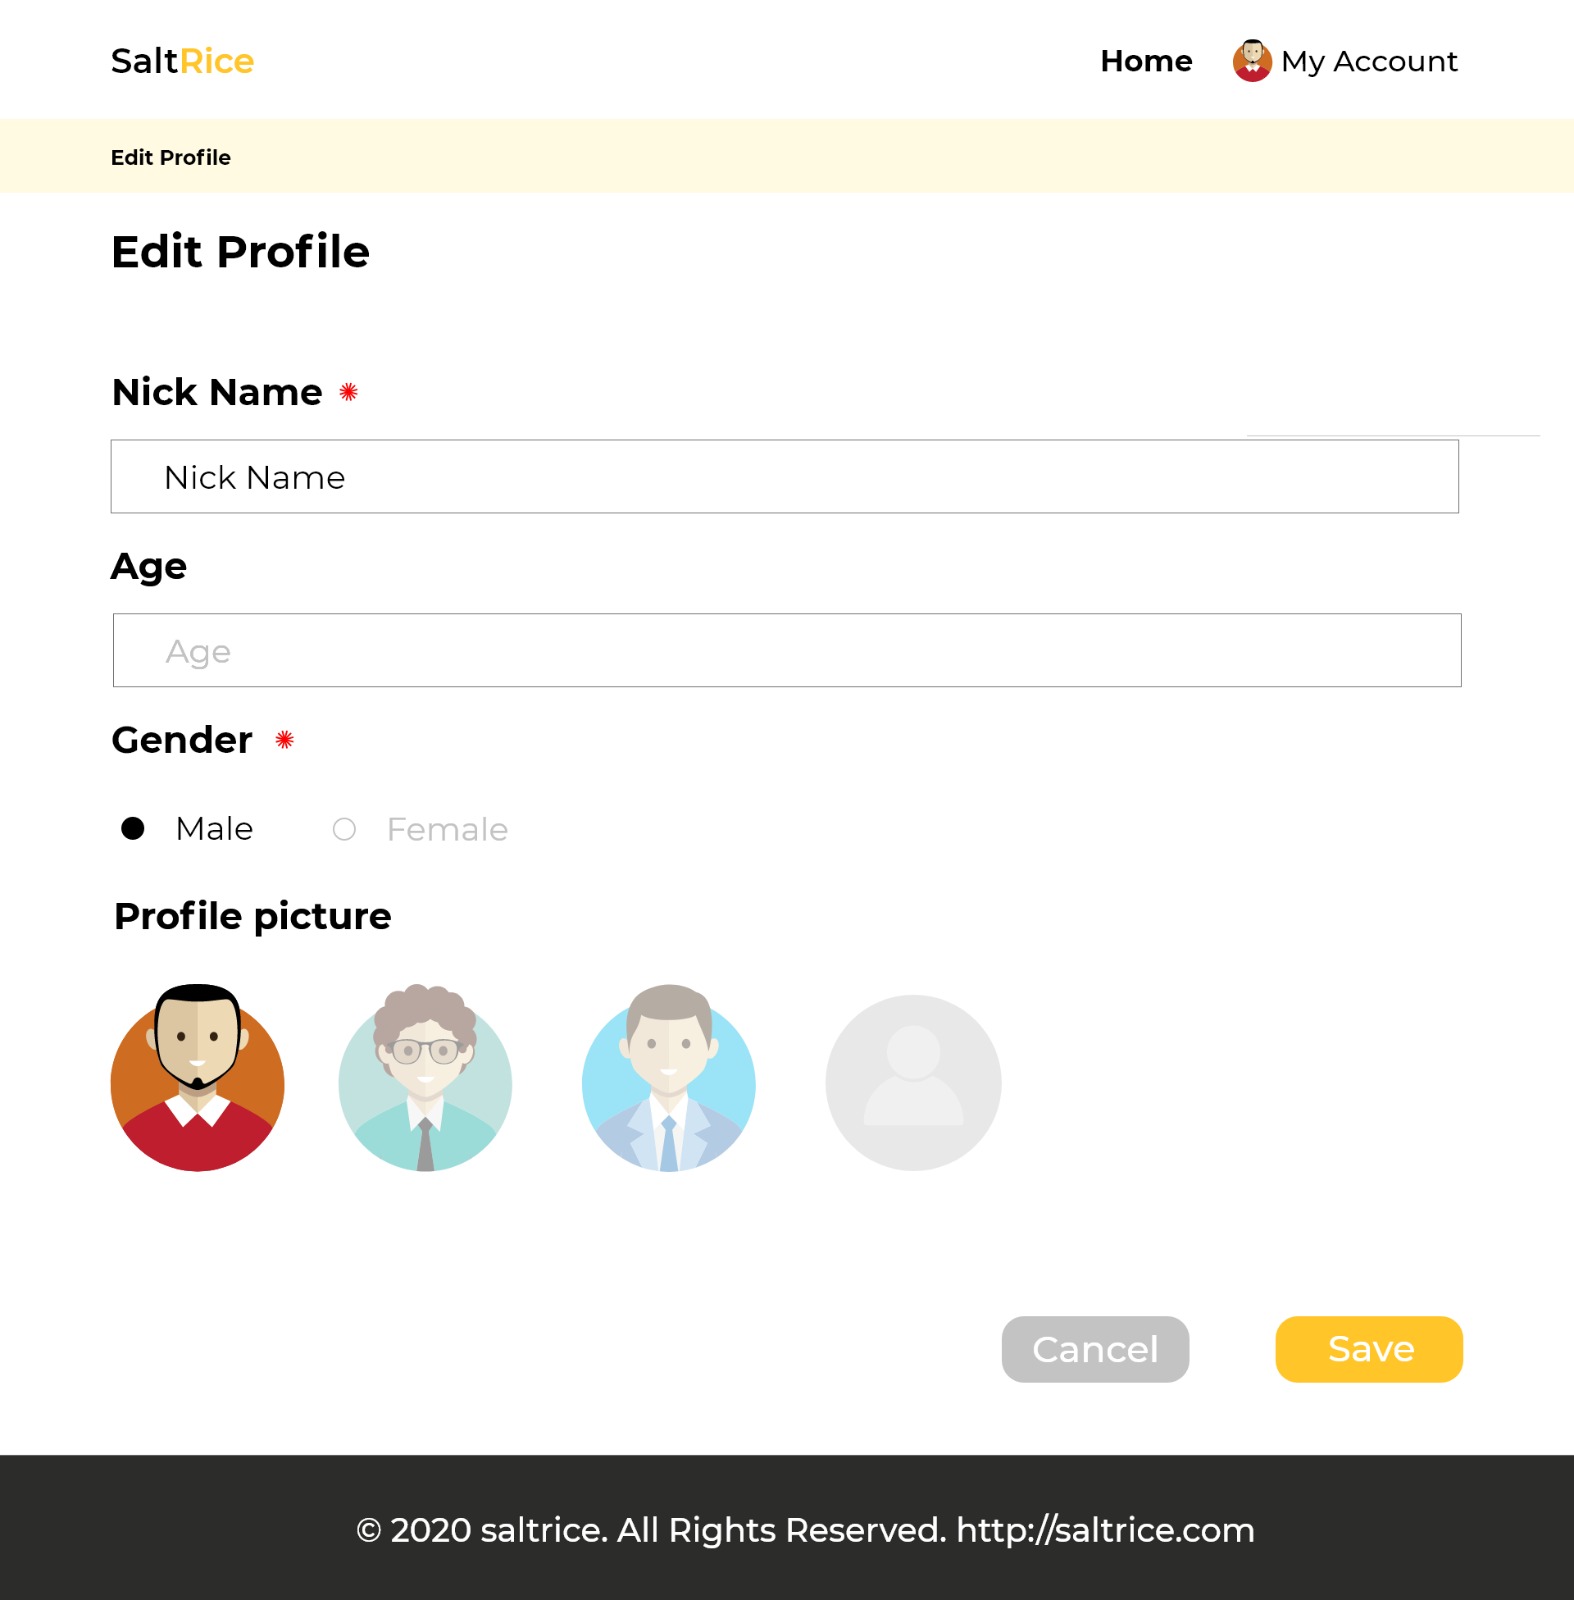 SaltRice
Home My Account
Edit Profile
Edit Profile
Nick Name *
Nick Name
Age
Age
Gender *
Male Female
Profile picture
Cancel Save
© 2020 saltrice. All Rights Reserved. http://saltrice.com